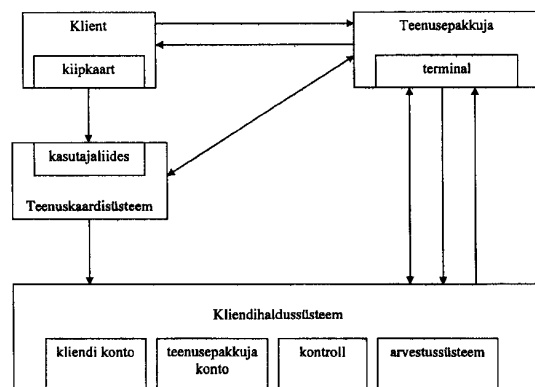 Klient
kiipkaart
Teenusepakkuja
terminal
kasutajaliides
Teenuskaardisüsteem
Kliendihaldussüsteem
kliendi konto
teenusepakkuja
konto
kontroll
arvestussüsteem